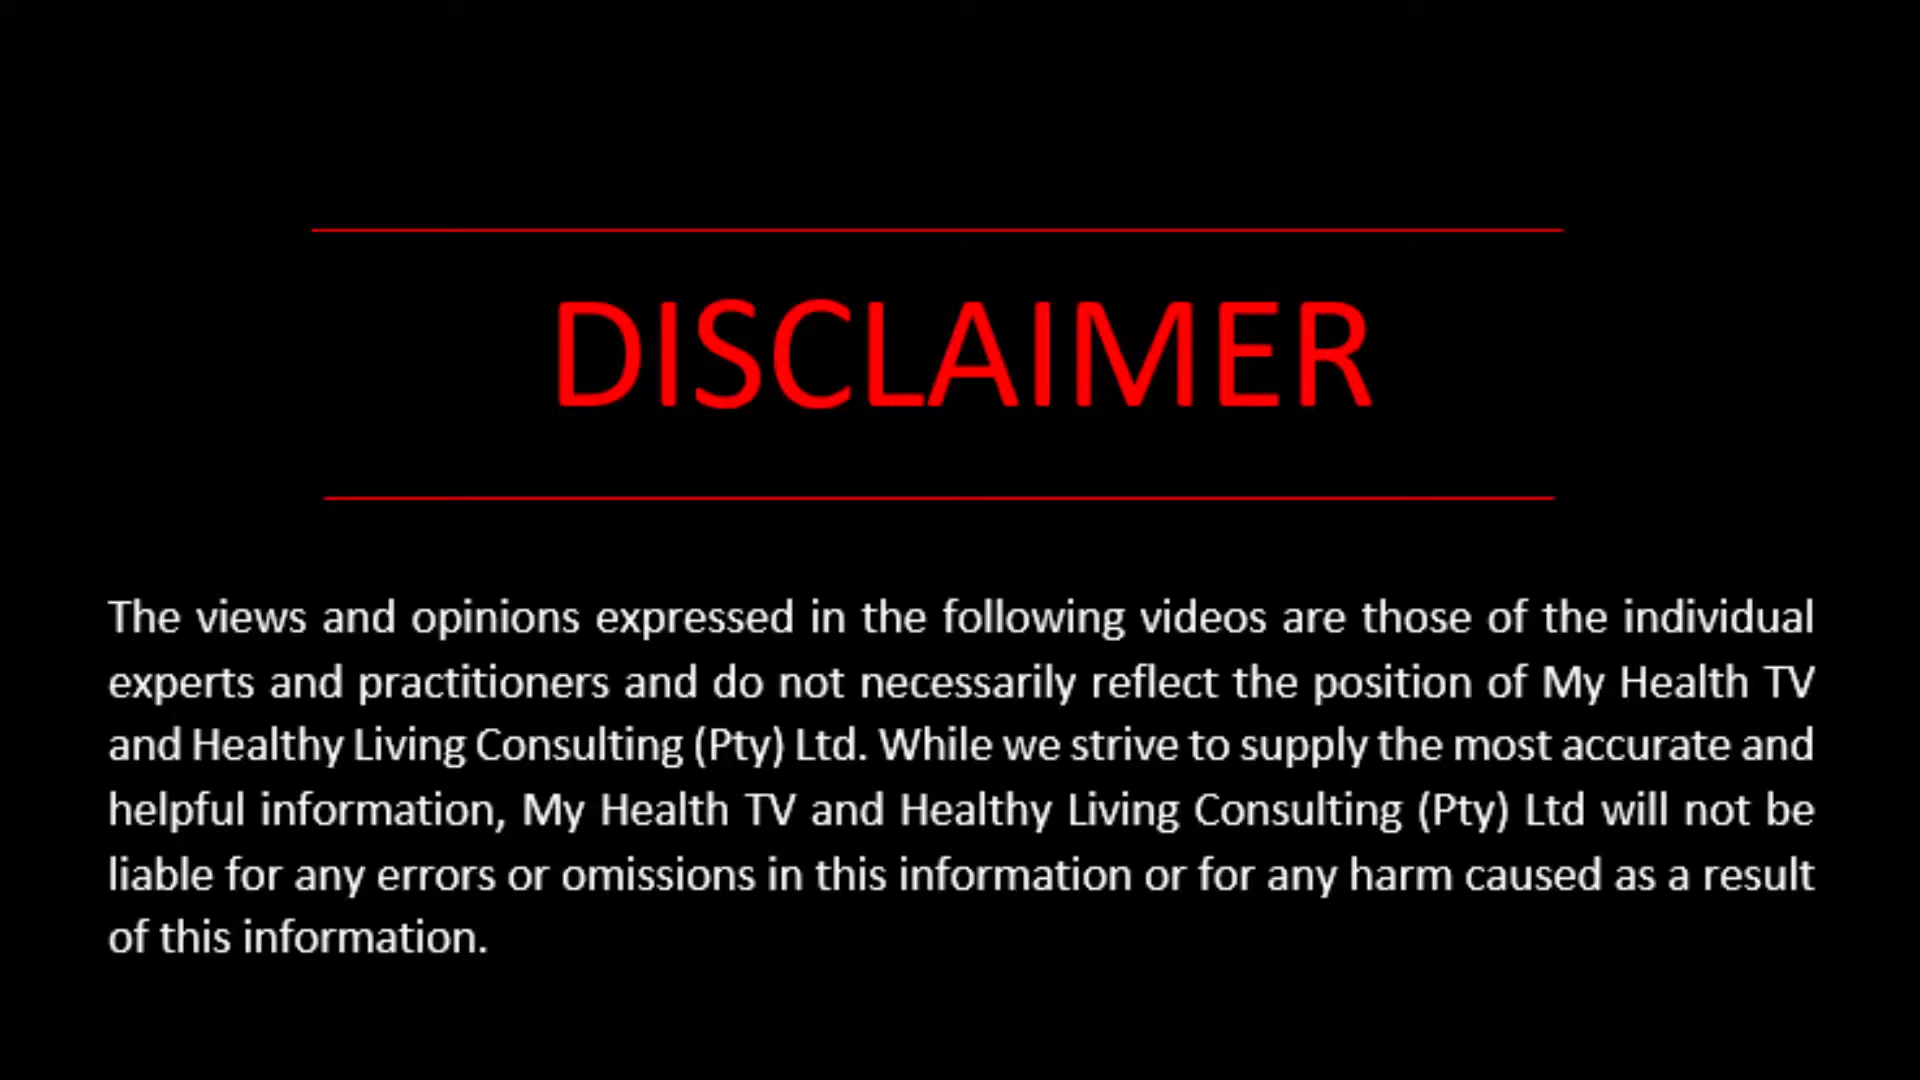 DISCLAIMER
The views and opinions expressed in the following videos are those of the individual
experts and practitioners and do not necessarily reflect the position of My Health TV
and Healthy Living Consulting (Pty) Ltd. While we strive to supply the most accurate and
helpful information, My Health TV and Healthy Living Consulting (Pty) Ltd will not be
liable for any errors or omissions in this information or for any harm caused as a result
of this information.